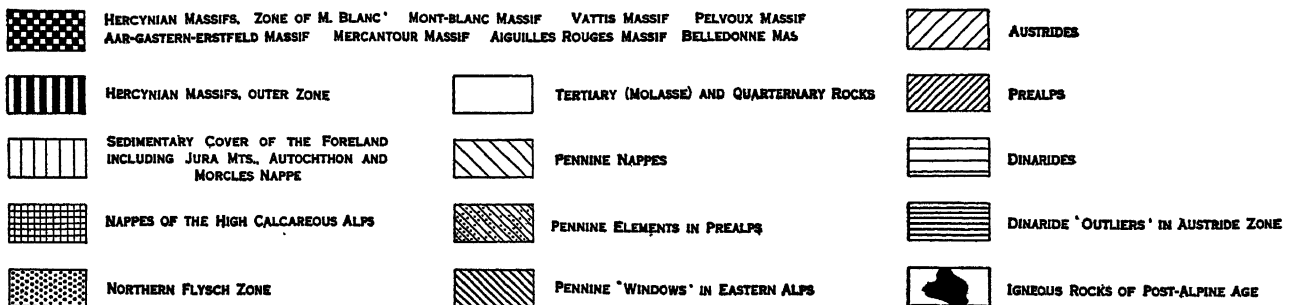 HERCYNIAN MASSIFS, ZONE OF M. BLANC' MONT-BLANC MASSIF VATTIS MASSIF PELVOUX MASSIF
AAR-GASTERN-ERSTFELD MASSIF MERCANTOUR MASSIF AIGUILLES ROUGES MASSIF BELLEDONNE MAS
HERCYNIAN MASSIFS, OUTER ZONE
SEDIMENTARY COVER OF THE FORELAND
INCLUDING JURA MTS., AUTOCHTHON AND
MORCLES NAPPE
NAPPES OF THE HIGH CALCAREOUS ALPS
NORTHERN FLYSCH ZONE
TERTIARY (MOLASSE) AND QUARTERNARY ROCKS
PENNINE NAPPES
PENNINE ELEMENTS IN PREALPS
PENNINE 'WINDOWS' IN EASTERN ALPS
AUSTRIDES
PREALPS
DINARIDES
DINARIDE 'OUTLIERS' IN AUSTRIDE ZONE
IGNEOUS ROCKS OF POST-ALPINE AGE